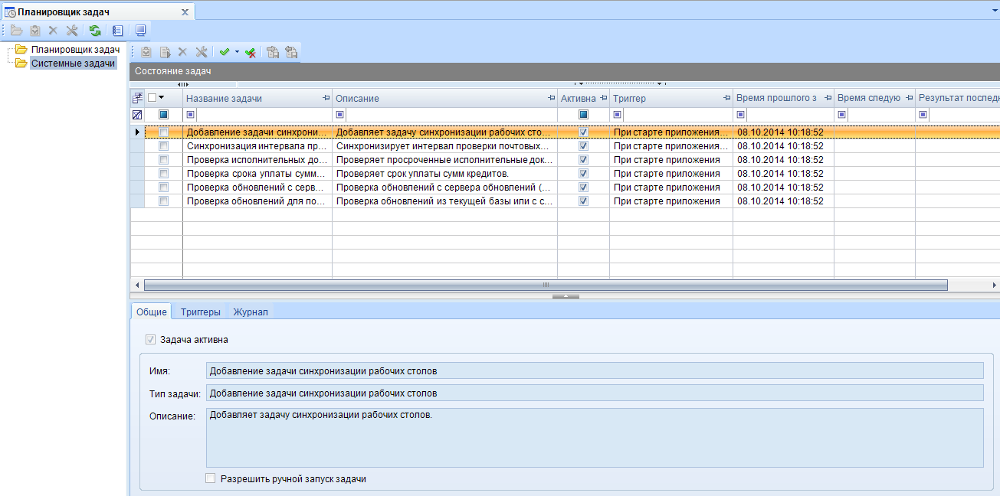 Планировщик задач
Планировщик задач
Системные задачи
Состояние задач
Название задачи Описание Активна Триггер Время прошлого з Время следую Результат последн
Добавление задачи синхрони... Добавляет задачу синхронизации рабочих сто... При старте приложения... 08.10.2014 10:18:52
Синхронизация интервала пр... Синхронизирует интервал проверки почтовых... При старте приложения... 08.10.2014 10:18:52
Проверка исполнительных до... Проверяет просроченные исполнительные док... При старте приложения 08.10.2014 10:18:52
Проверка срока уплаты сумм... Проверяет срок уплаты сумм кредитов. При старте приложения 08.10.2014 10:18:52
Проверка обновлений с серв... Проверка обновлений с сервера обновлений (... При старте приложения 08.10.2014 10:18:52
Проверка обновлений для по... Проверка обновлений из текущей базы или с с... При старте приложения 08.10.2014 10:18:52
Общие Триггеры Журнал
Задача активна
Имя: Добавление задачи синхронизации рабочих столов
Тип задачи: Добавление задачи синхронизации рабочих столов
Описание: Добавляет задачу синхронизации рабочих столов.
Разрешить ручной запуск задачи